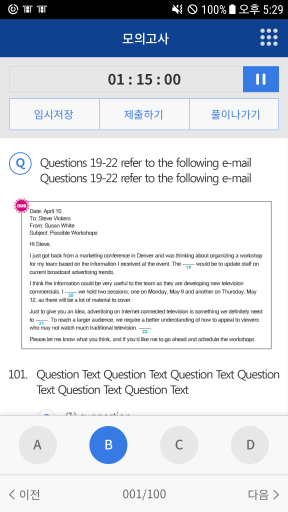 100% 오후 5:29
모의고사
01 : 15 : 00
임시저장 제출하기 풀이나가기
Q Questions 19-22 refer to the following e-mail
Questions 19-22 refer to the following e-mail
Date: April 10
To: Steve Vickers
From: Susan White
Subject: Possible Workshops
Hi Steve,
I just got back from a marketing conference in Denver and was thinking about organizing a workshop
for my team based on the information I received at the event. The ____ would be to update staff on
19
current broadcast advertising trends.
I think the information could be very useful to the team as they are developing new television
commercials. I ____ we hold two sessions, one on Monday, May 9 and another on Thursday, May
20
12, as there will be a lot of material to cover.
Just to give you an idea, advertising on Internet-connected television is something we definitely need
to ____. To reach a larger audience, we require a better understanding of how to appeal to viewers
21
who may not watch much traditional television. ____.
22
Please let me know what you think, and if you'd like me to go ahead and schedule the workshops.
101. Question Text Question Text Question Text Question
Text Question Text Question Text
A B C D
이전 001/100 다음